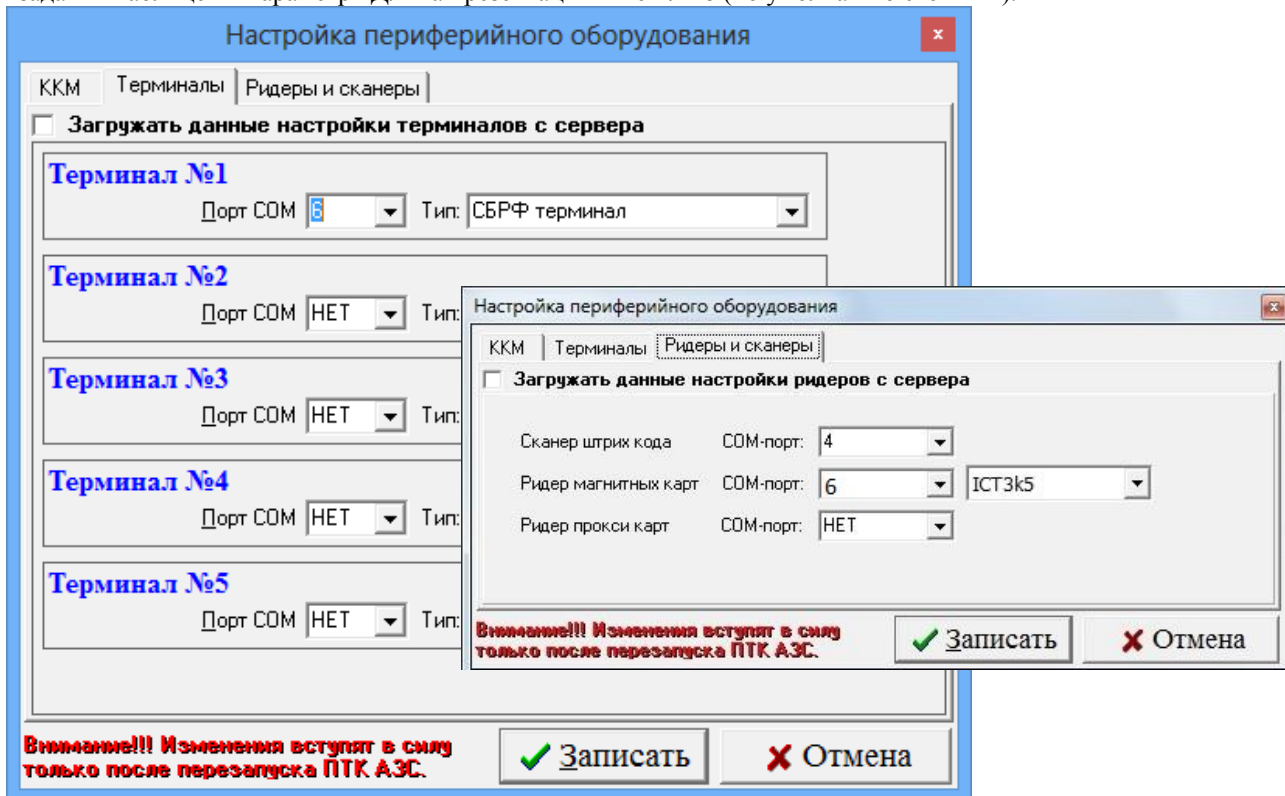 Настройка периферийного оборудования
ККМ Терминалы Ридеры и сканеры
Загружать данные настройки терминалов с сервера
Терминал №1
Порт COM 6 Тип: СБРФ терминал
Терминал №2
Порт COM НЕТ Тип:
Терминал №3
Порт COM НЕТ Тип:
Терминал №4
Порт COM НЕТ Тип:
Терминал №5
Порт COM НЕТ Тип:
Внимание!!! Изменения вступят в силу
только после перезапуска ПТК АЗС.
Записать Отмена
Настройка периферийного оборудования
ККМ Терминалы Ридеры и сканеры
Загружать данные настройки ридеров с сервера
Сканер штрих кода COM-порт: 4
Ридер магнитных карт COM-порт: 6 ICT3k5
Ридер прокси карт COM-порт: НЕТ
Внимание!!! Изменения вступят в силу
только после перезапуска ПТК АЗС.
Записать Отмена